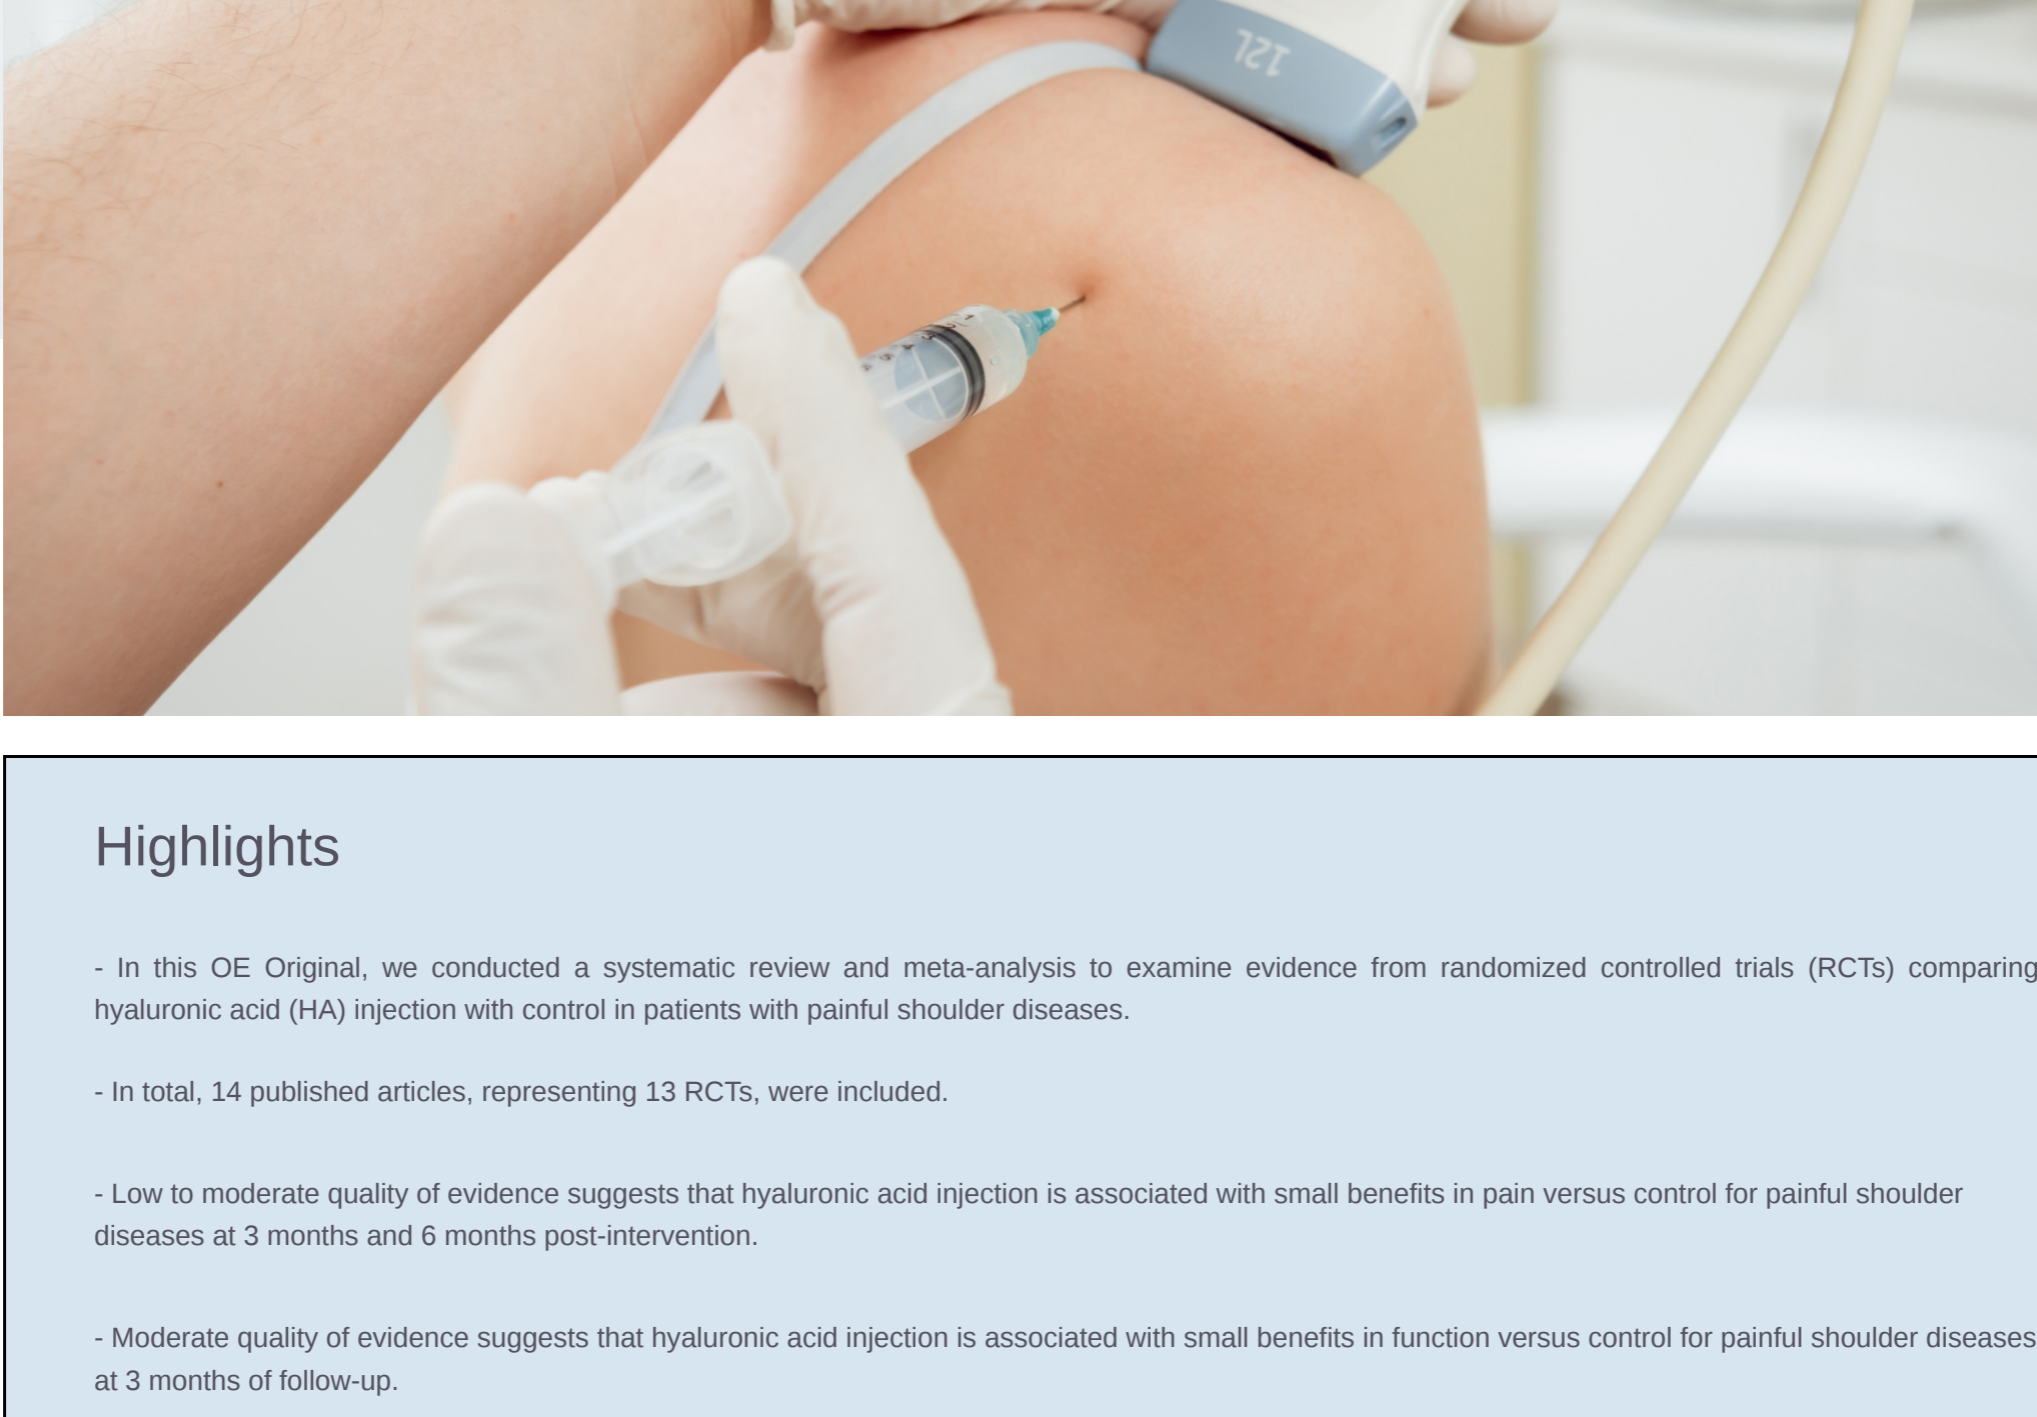 12L
1
2
3
4
5
Highlights
- In this OE Original, we conducted a systematic review and meta-analysis to examine evidence from randomized controlled trials (RCTs) comparing
hyaluronic acid (HA) injection with control in patients with painful shoulder diseases.
- In total, 14 published articles, representing 13 RCTs, were included.
- Low to moderate quality of evidence suggests that hyaluronic acid injection is associated with small benefits in pain versus control for painful shoulder
diseases at 3 months and 6 months post-intervention.
- Moderate quality of evidence suggests that hyaluronic acid injection is associated with small benefits in function versus control for painful shoulder diseases
at 3 months of follow-up.